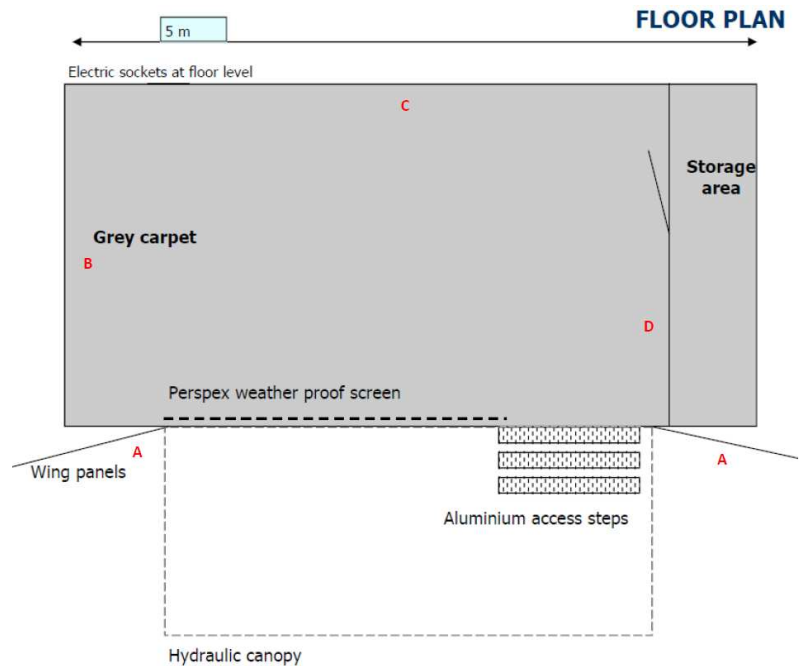 FLOOR PLAN
5 m
Electric sockets at floor level
C
Storage
area
Grey carpet
B
D
Perspex weather proof screen
A
A
Wing panels
Aluminium access steps
Hydraulic canopy